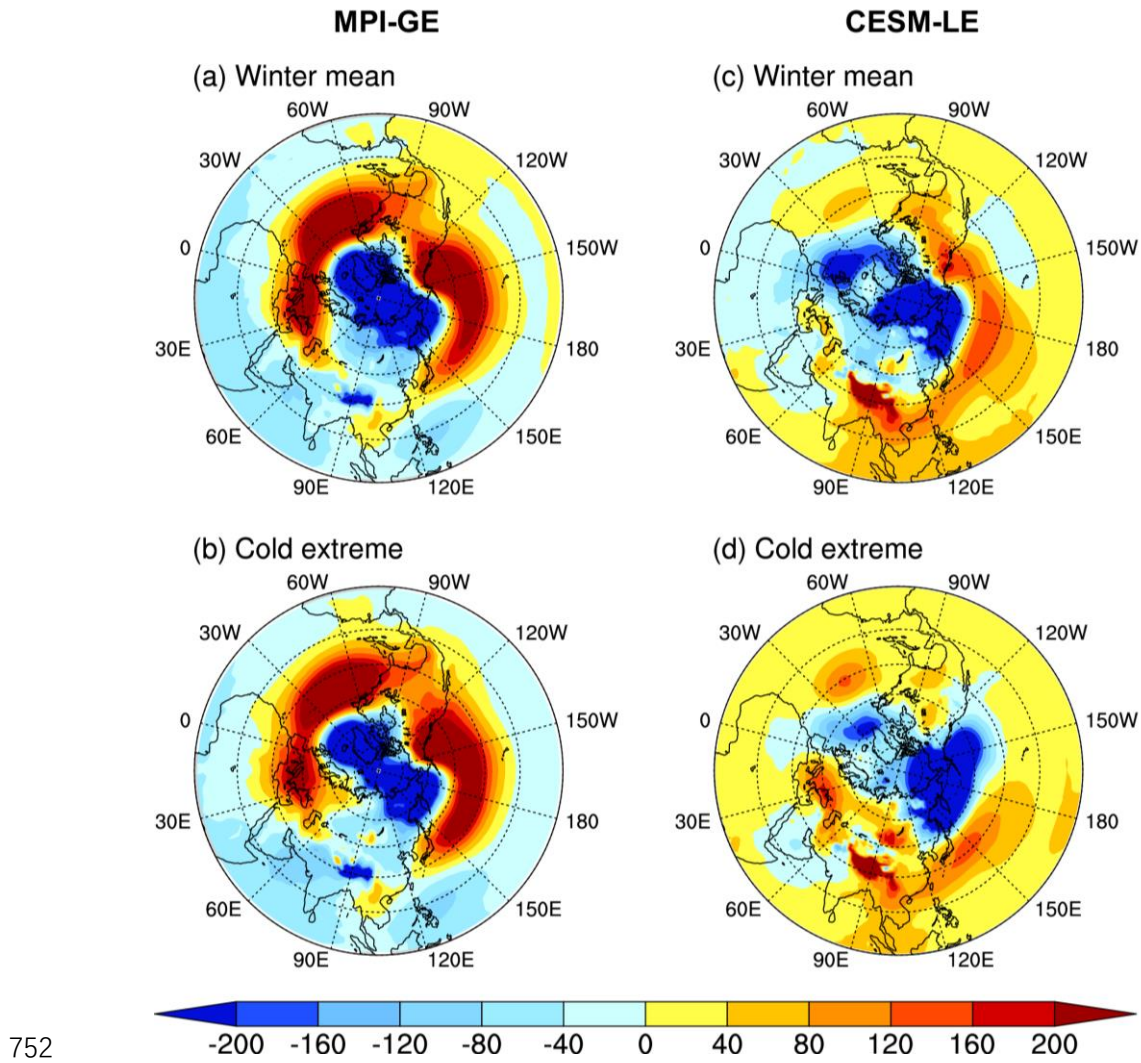 MPI-GE CESM-LE
(a) Winter mean (c) Winter mean
60W 90W 60W 90W
30W 120W 30W 120W
0 150W 0 150W
30E 180 30E 180
60E 150E 60E 150E
90E 120E 90E 120E
(b) Cold extreme (d) Cold extreme
60W 90W 60W 90W
30W 120W 30W 120W
0 150W 0 150W
30E 180 30E 180
60E 150E 60E 150E
90E 120E 90E 120E
752 -200 -160 -120 -80 -40 0 40 80 120 160 200